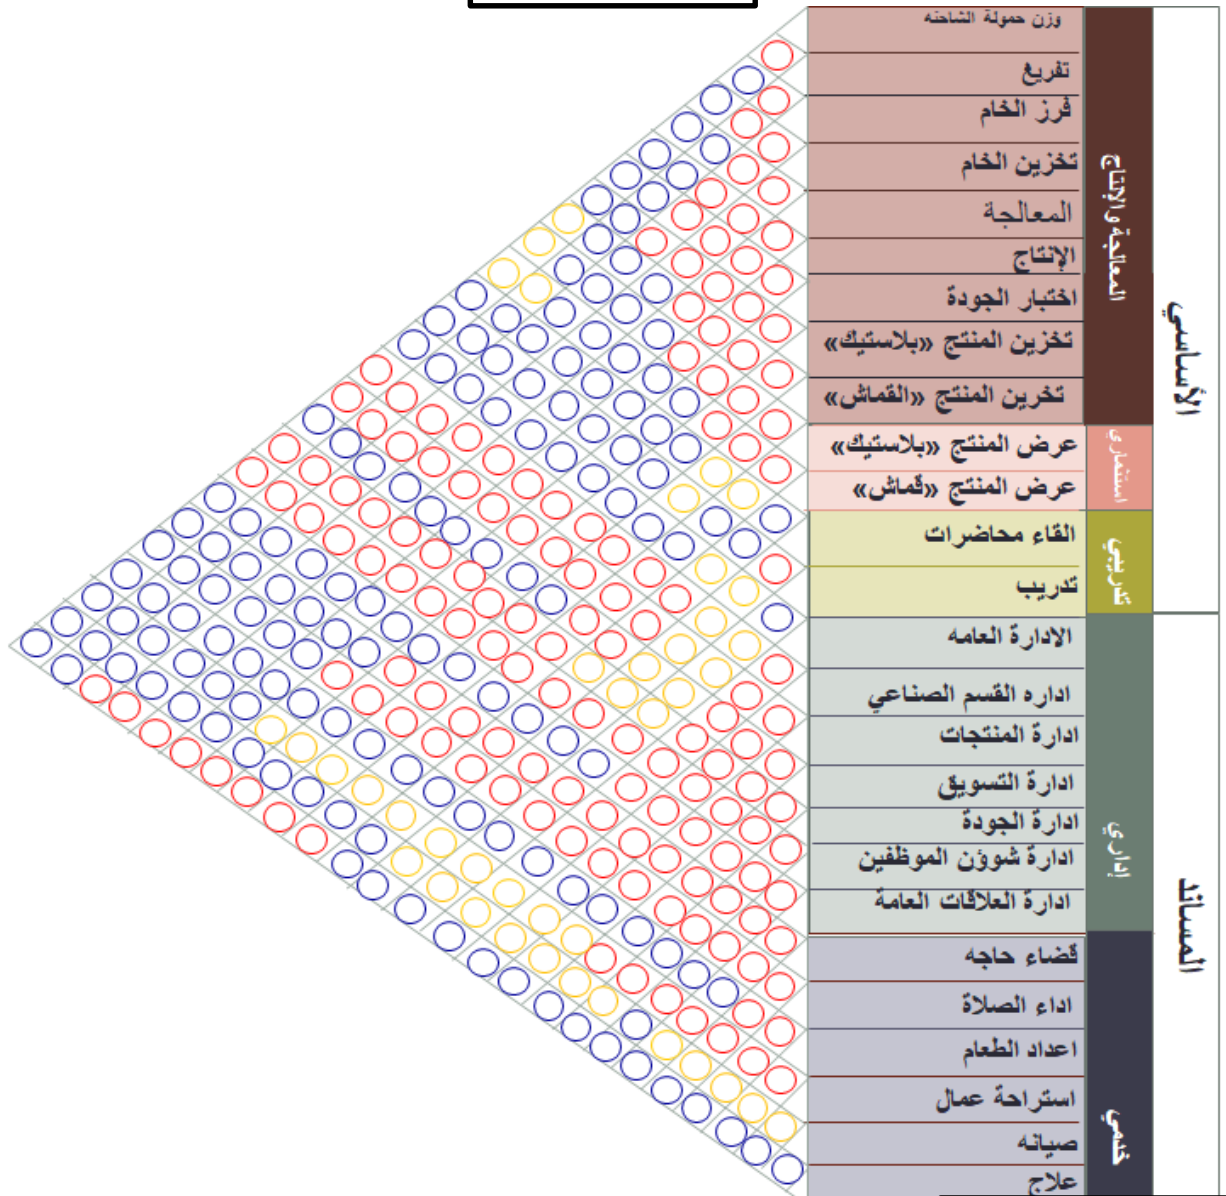 الأساسي
المعالجة والإنتاج
وزن حمولة الشاحنه
تفريغ
فرز الخام
تخزين الخام
المعالجة
الإنتاج
اختبار الجودة
تخزين المنتج «بلاستيك»
تخرين المنتج «القماش»
استثماري
عرض المنتج «بلاستيك»
عرض المنتج «قماش»
تدريبي
القاء محاضرات
تدريب
المساند
إداري
الادارة العامه
اداره القسم الصناعي
ادارة المنتجات
ادارة التسويق
ادارة الجودة
ادارة شوؤن الموظفين
ادارة العلاقات العامة
خدمي
قضاء حاجه
اداء الصلاة
اعداد الطعام
استراحة عمال
صيانه
علاج